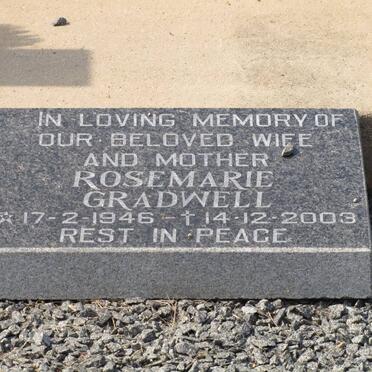 IN LOVING MEMORY OF
OUR BELOVED WIFE
AND MOTHER
ROSEMARIE
GRADWELL
☆ 17-2-1946 - † 14-12-2003
REST IN PEACE